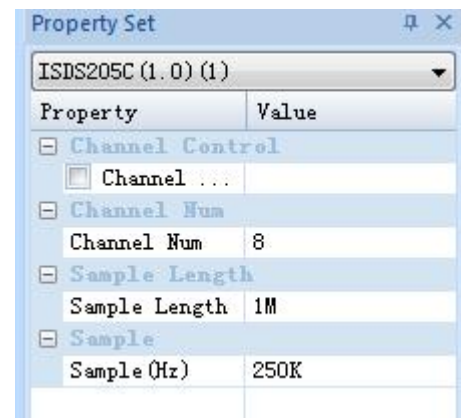 Property Set
ISDS205C(1.0)(1)
Property Value
Channel Control
Channel ...
Channel Num
Channel Num 8
Sample Length
Sample Length 1M
Sample
Sample(Hz) 250K